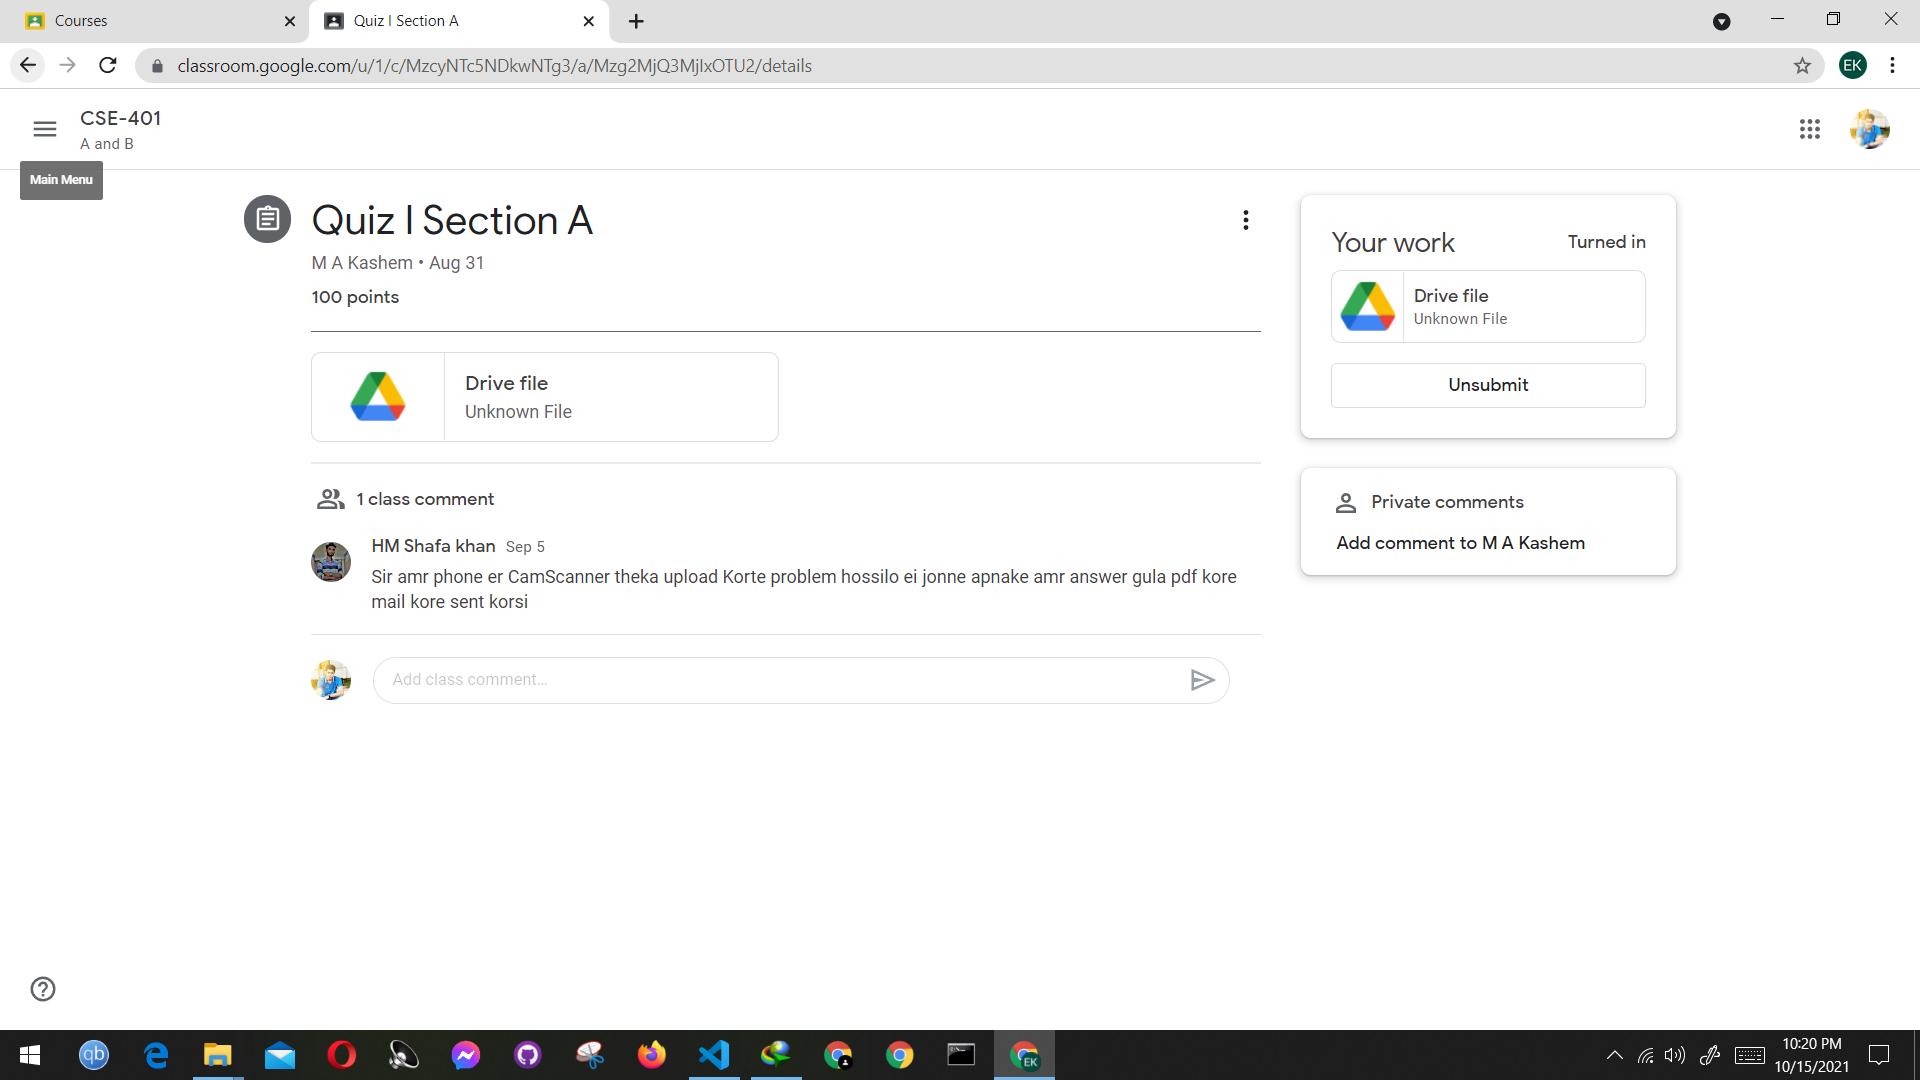 Courses
Quiz I Section A
classroom.google.com/u/1/c/MzcyNTc5NDkwNTg3/a/Mzg2MjQ3MjIxOTU2/details
EK
CSE-401
A and B
Main Menu
Quiz I Section A
M A Kashem • Aug 31
100 points
Drive file
Unknown File
1 class comment
HM Shafa khan Sep 5
Sir amr phone er CamScanner theka upload Korte problem hossilo ei jonne apnake amr answer gula pdf kore
mail kore sent korsi
Add class comment...
Your work Turned in
Drive file
Unknown File
Unsubmit
Private comments
Add comment to M A Kashem
qb
EK
10:20 PM
10/15/2021